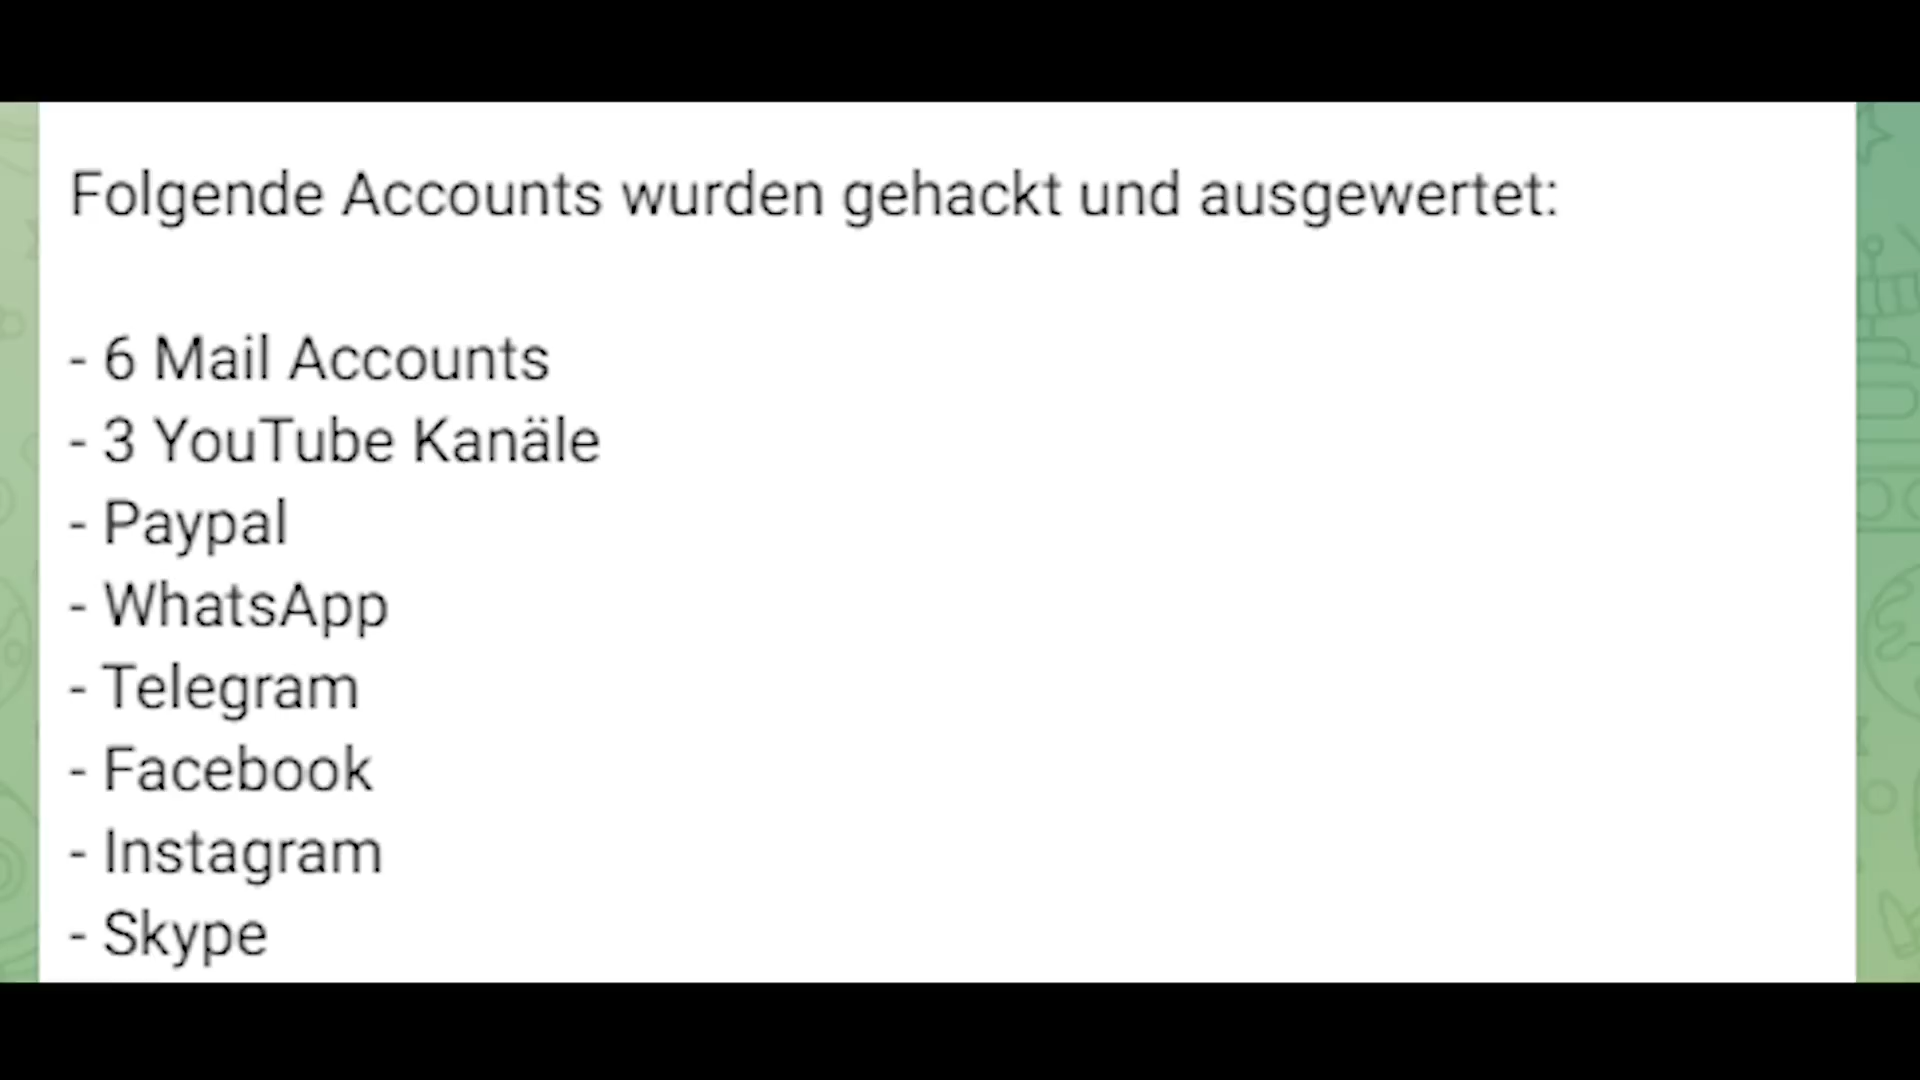 Folgende Accounts wurden gehackt und ausgewertet:
- 6 Mail Accounts
- 3 YouTube Kanäle
- Paypal
- WhatsApp
- Telegram
- Facebook
- Instagram
- Skype